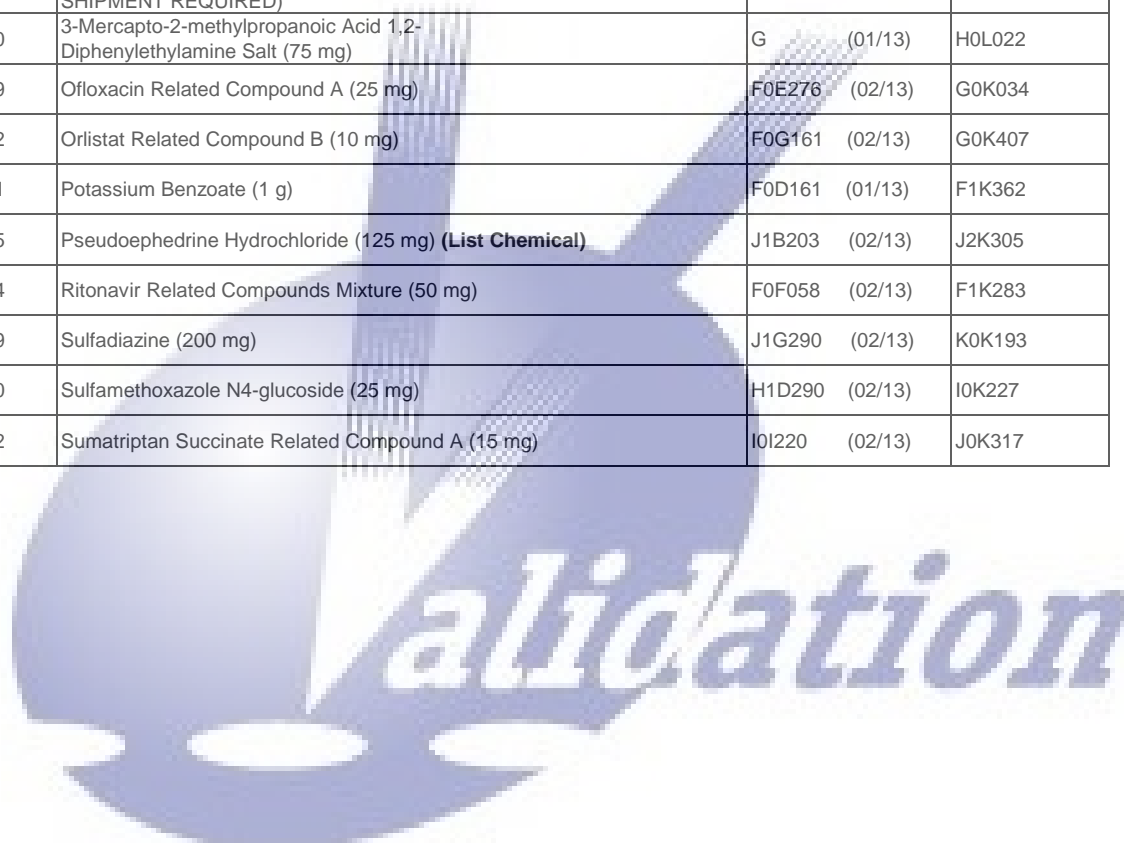 SHIPMENT REQUIRED)
0 3-Mercapto-2-methylpropanoic Acid 1,2- G (01/13) H0L022
Diphenylethylamine Salt (75 mg)
9 Ofloxacin Related Compound A (25 mg) F0E276 (02/13) G0K034
2 Orlistat Related Compound B (10 mg) F0G161 (02/13) G0K407
1 Potassium Benzoate (1 g) F0D161 (01/13) F1K362
5 Pseudoephedrine Hydrochloride (125 mg) (List Chemical) J1B203 (02/13) J2K305
4 Ritonavir Related Compounds Mixture (50 mg) F0F058 (02/13) F1K283
9 Sulfadiazine (200 mg) J1G290 (02/13) K0K193
0 Sulfamethoxazole N4-glucoside (25 mg) H1D290 (02/13) I0K227
2 Sumatriptan Succinate Related Compound A (15 mg) I0I220 (02/13) J0K317
Validation